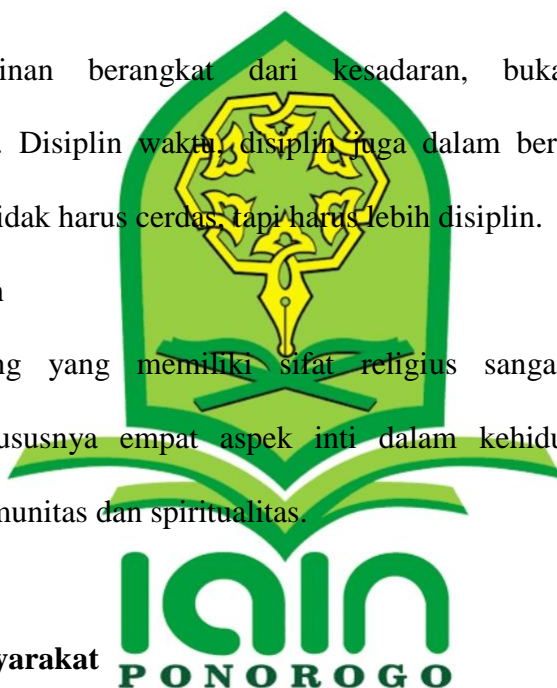 inan berangkat dari kesadaran, buka
. Disiplin waktu, disiplin juga dalam ber
idak harus cerdas, tapi harus lebih disiplin.
n
ng yang memiliki sifat religius sanga
ususnya empat aspek inti dalam kehidu
munitas dan spiritualitas.
iain
yarakat
PONOROGO